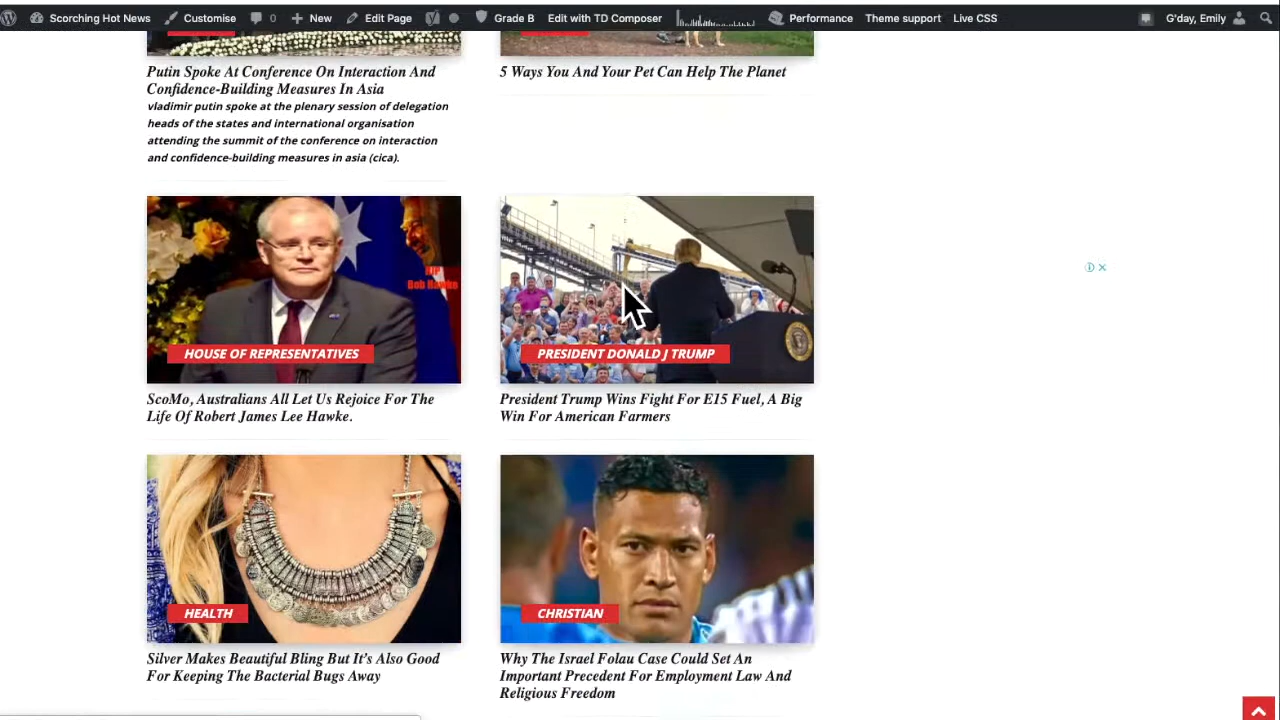 Scorching Hot News Customise 0 New Edit Page Grade B Edit with TD Composer Performance Theme support Live CSS G'day, Emily
Putin Spoke At Conference On Interaction And
Confidence-Building Measures In Asia
vladimir putin spoke at the plenary session of delegation
heads of the states and international organisation
attending the summit of the conference on interaction
and confidence-building measures in asia (cica).
5 Ways You And Your Pet Can Help The Planet
RIP
Bob Hawke
HOUSE OF REPRESENTATIVES
ScoMo, Australians All Let Us Rejoice For The
Life Of Robert James Lee Hawke.
PRESIDENT DONALD J TRUMP
President Trump Wins Fight For E15 Fuel, A Big
Win For American Farmers
HEALTH
Silver Makes Beautiful Bling But It's Also Good
For Keeping The Bacterial Bugs Away
CHRISTIAN
Why The Israel Folau Case Could Set An
Important Precedent For Employment Law And
Religious Freedom